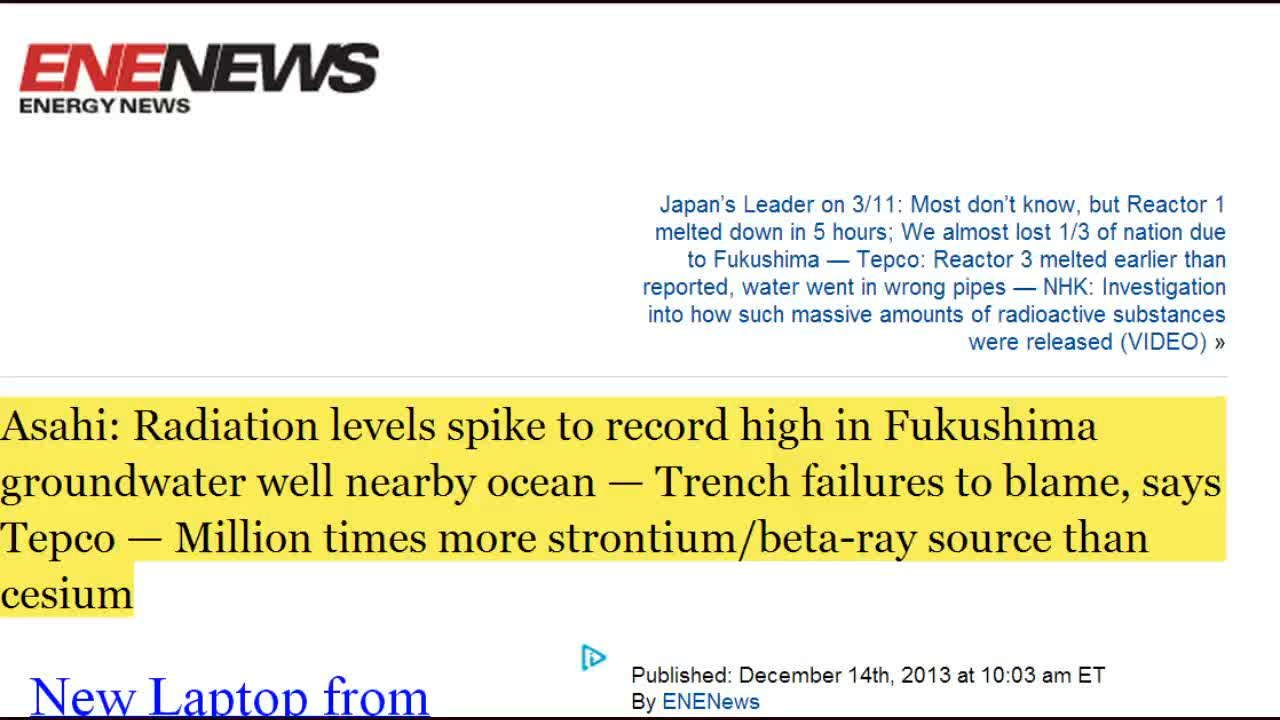 ENENEWS
ENERGY NEWS
Japan's Leader on 3/11: Most don't know, but Reactor 1
melted down in 5 hours; We almost lost 1/3 of nation due
to Fukushima — Tepco: Reactor 3 melted earlier than
reported, water went in wrong pipes — NHK: Investigation
into how such massive amounts of radioactive substances
were released (VIDEO) »
Asahi: Radiation levels spike to record high in Fukushima
groundwater well nearby ocean — Trench failures to blame, says
Tepco — Million times more strontium/beta-ray source than
cesium
New Laptop from
Published: December 14th, 2013 at 10:03 am ET
By ENENews